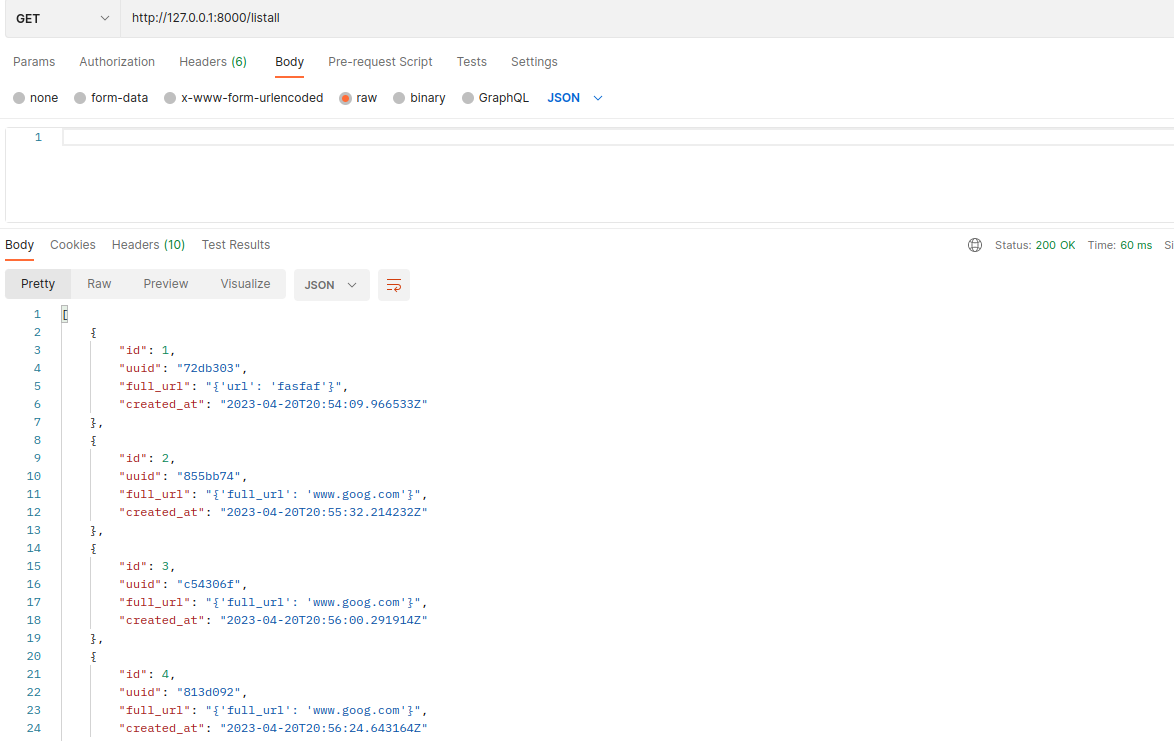 GET http://127.0.0.1:8000/listall
Params Authorization Headers (6) Body Pre-request Script Tests Settings
none form-data x-www-form-urlencoded raw binary GraphQL JSON
1
Body Cookies Headers (10) Test Results Status: 200 OK Time: 60 ms Si
Pretty Raw Preview Visualize JSON
1 [
2 {
3 "id": 1,
4 "uuid": "72db303",
5 "full_url": "{'url': 'fasfaf'}",
6 "created_at": "2023-04-20T20:54:09.966533Z"
7 },
8 {
9 "id": 2,
10 "uuid": "855bb74",
11 "full_url": "{'full_url': 'www.goog.com'}",
12 "created_at": "2023-04-20T20:55:32.214232Z"
13 },
14 {
15 "id": 3,
16 "uuid": "c54306f",
17 "full_url": "{'full_url': 'www.goog.com'}",
18 "created_at": "2023-04-20T20:56:00.291914Z"
19 },
20 {
21 "id": 4,
22 "uuid": "813d092",
23 "full_url": "{'full_url': 'www.goog.com'}",
24 "created_at": "2023-04-20T20:56:24.643164Z"